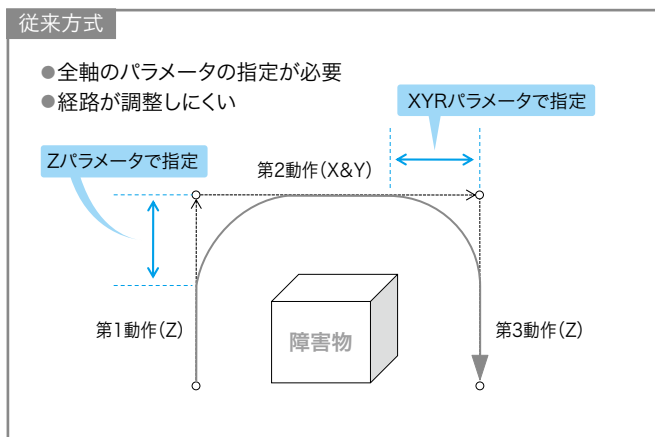 従来方式
●全軸のパラメータの指定が必要
●経路が調整しにくい
XYRパラメータで指定
Zパラメータで指定
第2動作(X&Y)
第1動作(Z)
障害物
第3動作(Z)